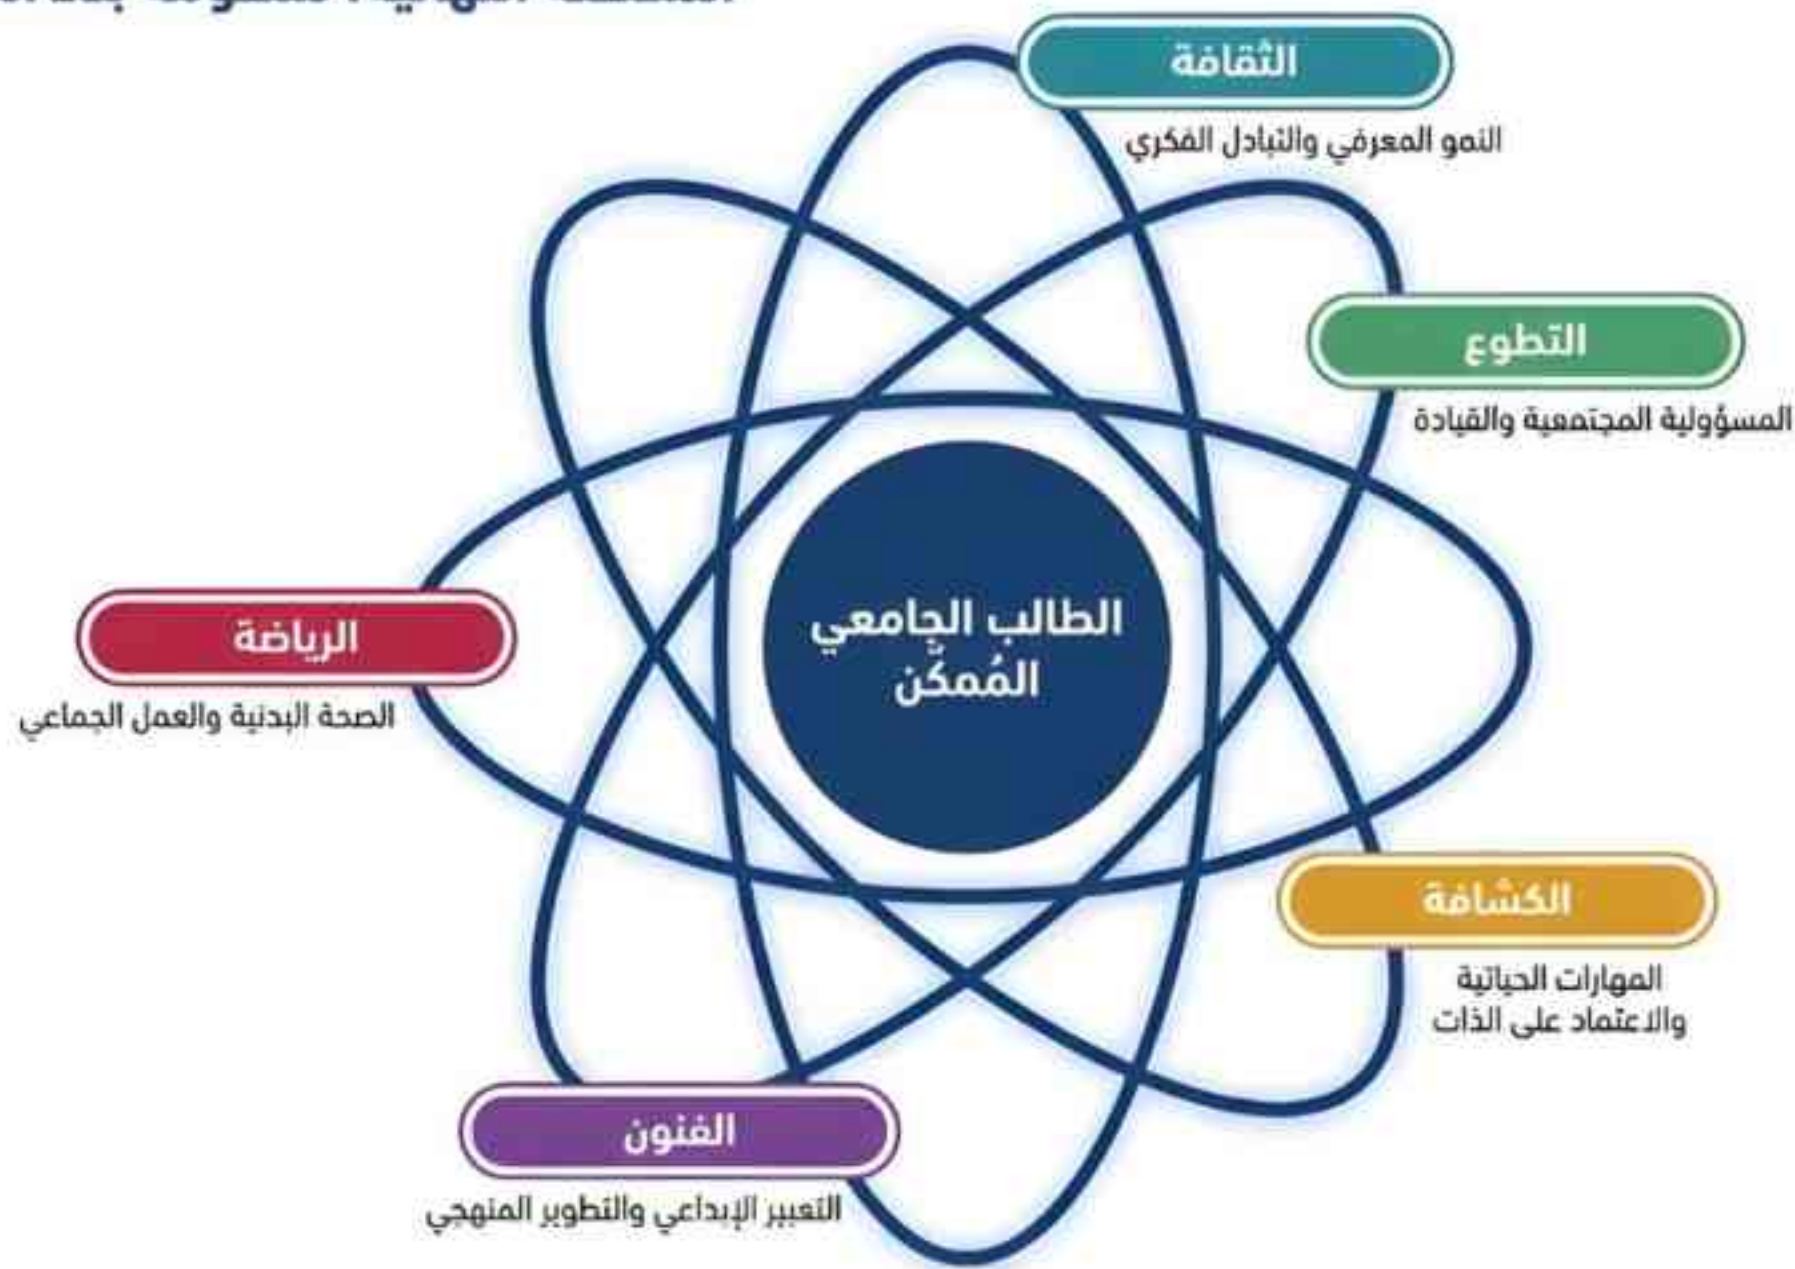 الثقافة
النمو المعرفي والتبادل الفكري
التطوع
المسؤولية المجتمعية والقيادة
الرياضة
الصحة البدنية والعمل الجماعي
الطالب الجامعي
المُمكّن
الكشافة
المهارات الحياتية
والاعتماد على الذات
الفنون
التعبير الإبداعي والتطوير المنهجي